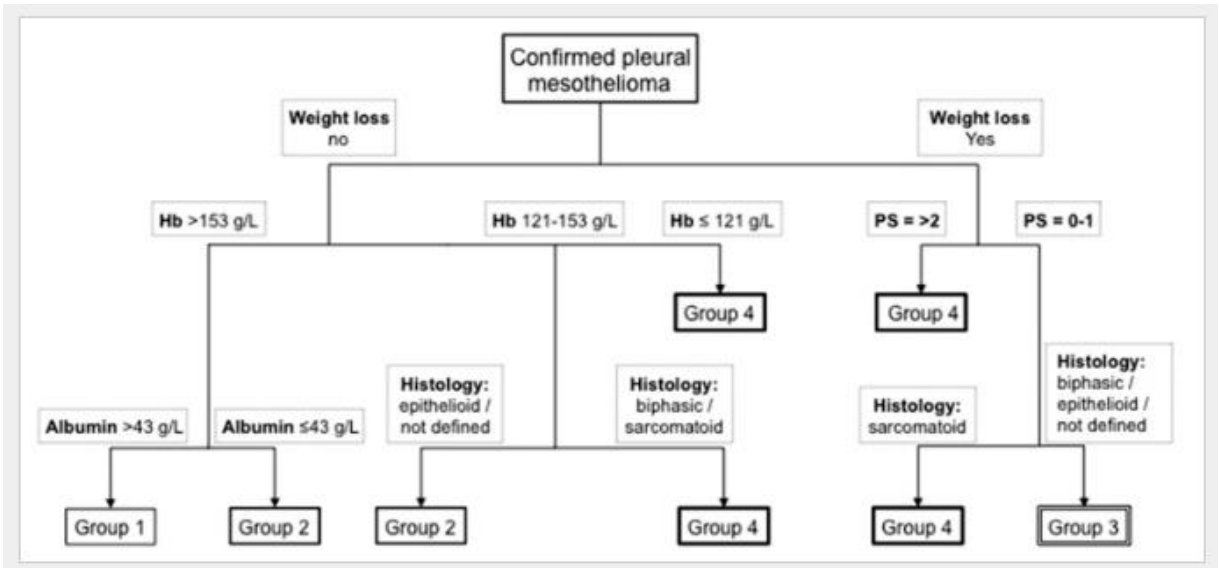 Confirmed pleural
mesothelioma
Weight loss
no
Weight loss
Yes
Hb >153 g/L
Hb 121-153 g/L
Hb ≤ 121 g/L
PS = >2
PS = 0-1
Group 4
Group 4
Albumin >43 g/L
Albumin ≤43 g/L
Histology:
epithelioid /
not defined
Histology:
biphasic /
sarcomatoid
Histology:
sarcomatoid
Histology:
biphasic /
epithelioid /
not defined
Group 1
Group 2
Group 2
Group 4
Group 4
Group 3